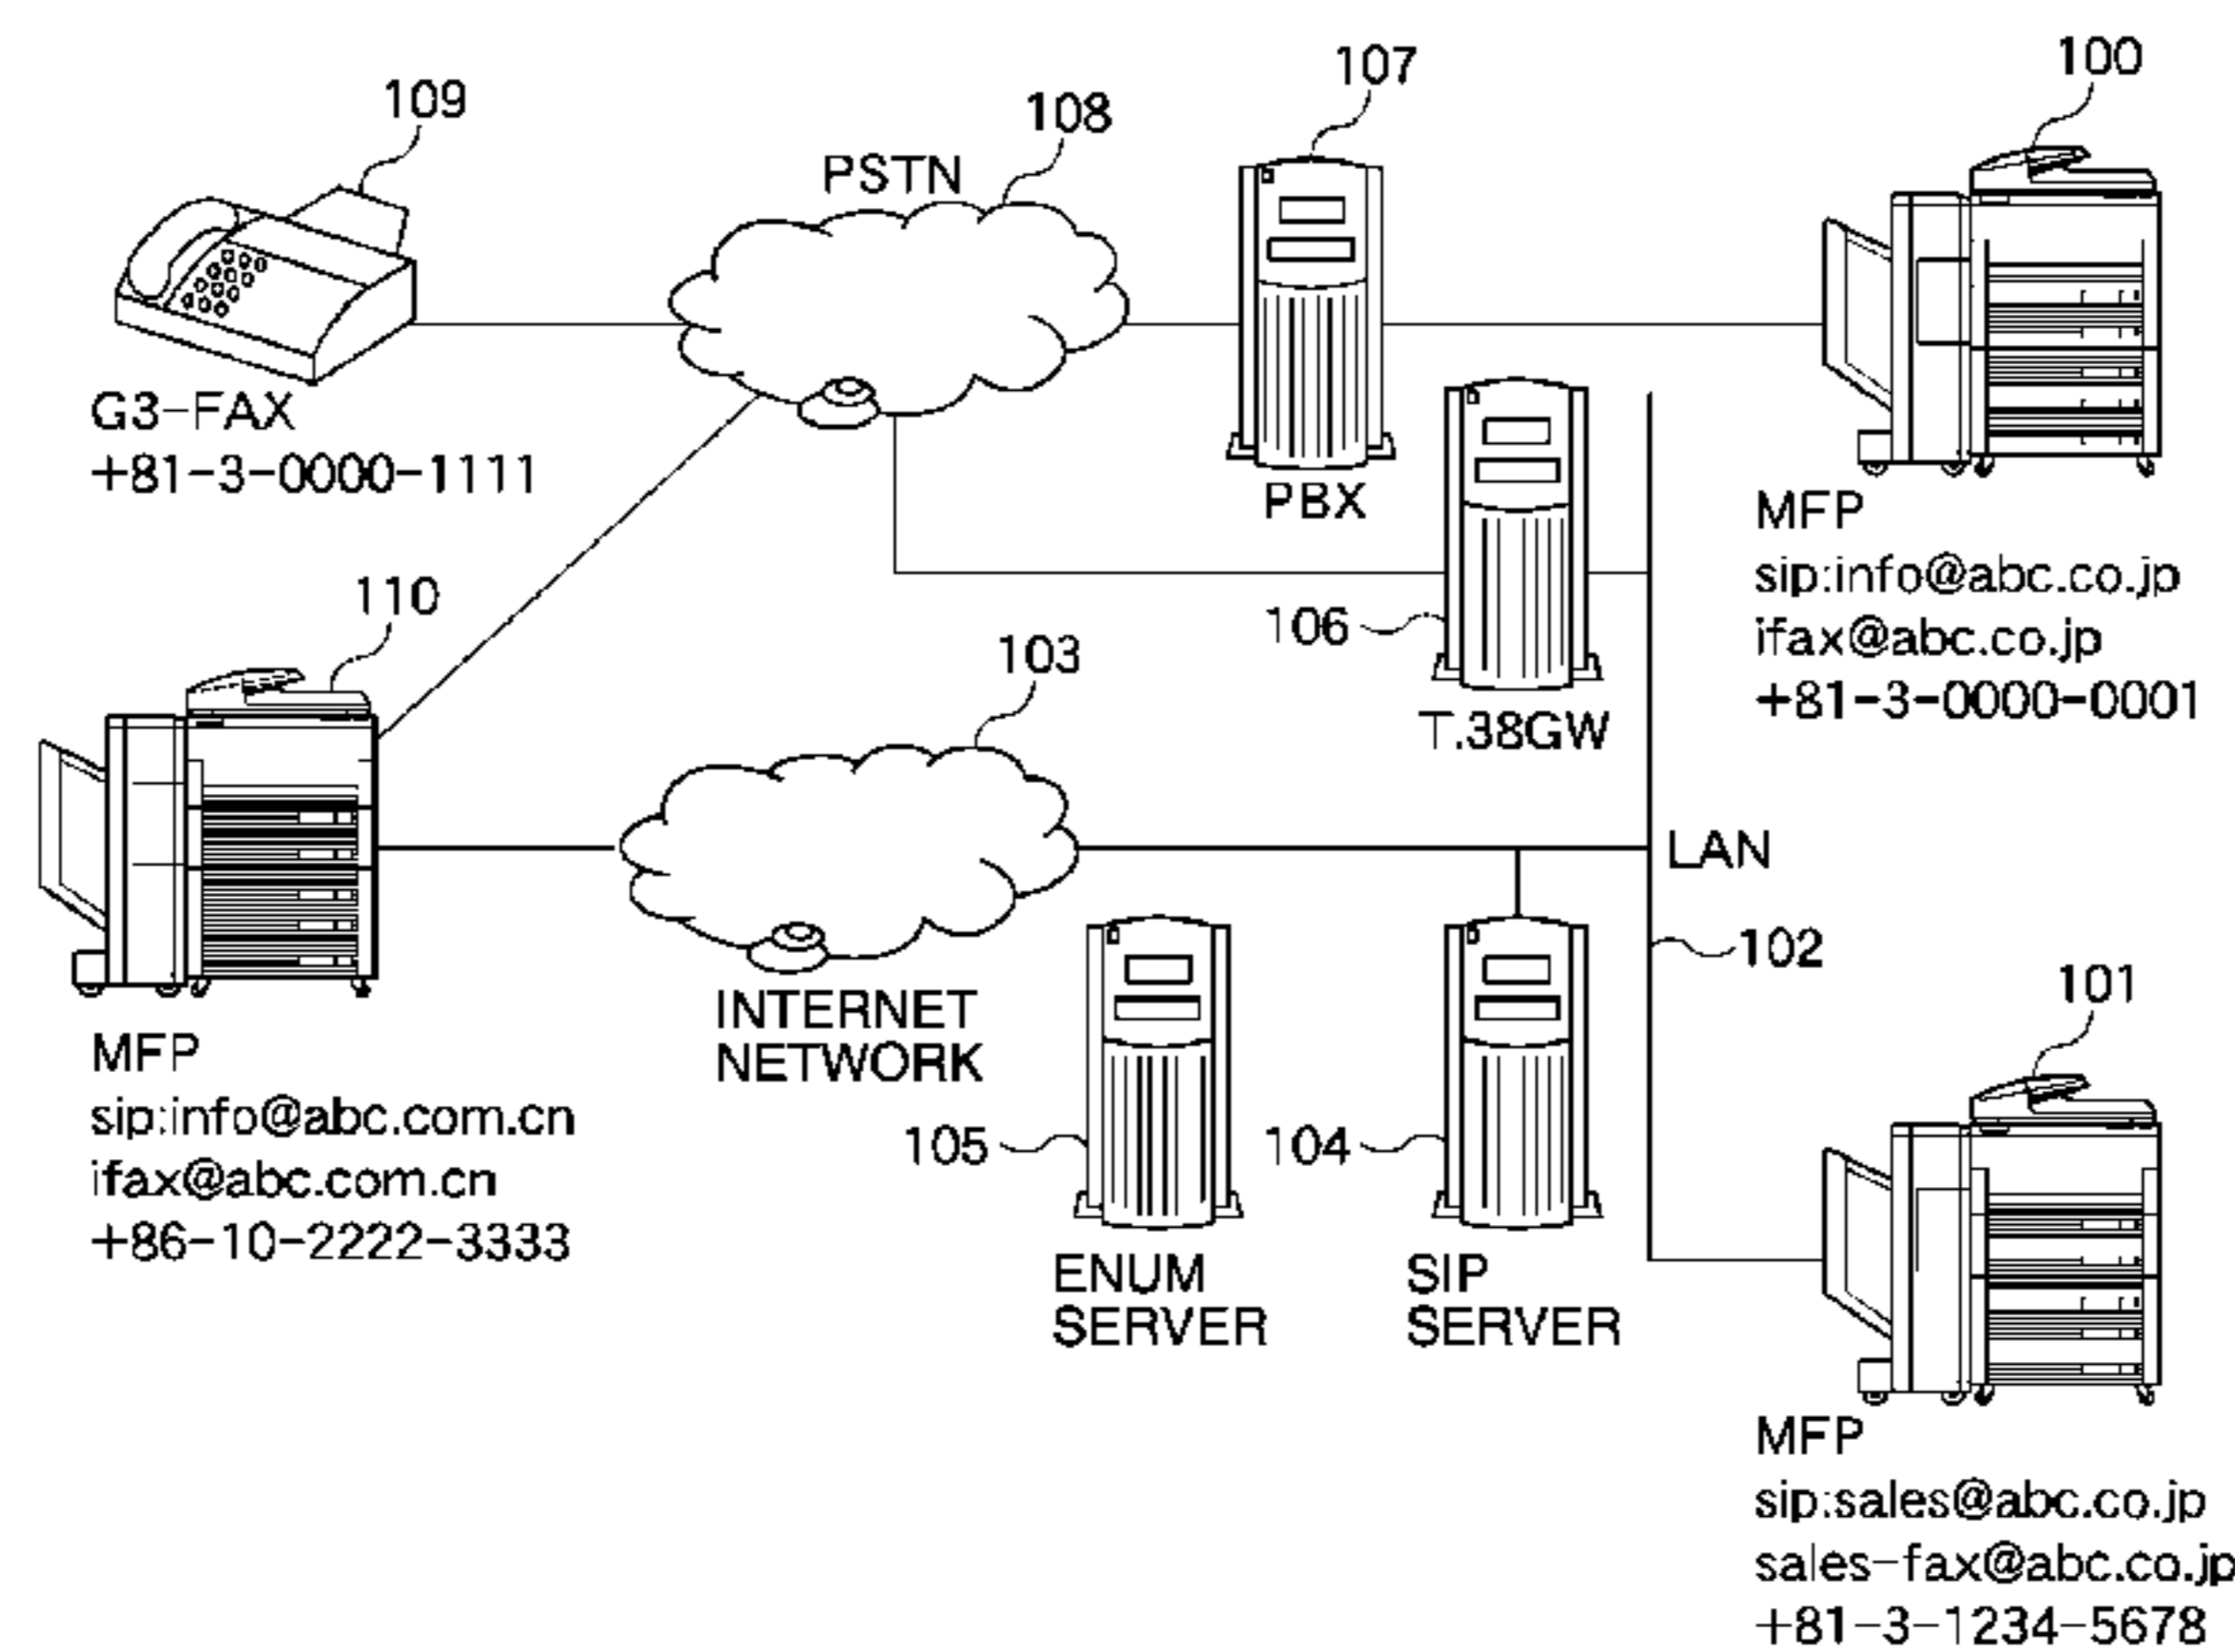 109
108
107
100
PSTN
G3-FAX
+81-3-0000-1111
PBX
MFP
sip:info@abc.co.jp
ifax@abc.co.jp
+81-3-0000-0001
110
103
106
T.38GW
LAN
102
101
INTERNET
NETWORK
MFP
sip:info@abc.com.cn
ifax@abc.com.cn
+86-10-2222-3333
105
104
ENUM
SERVER
SIP
SERVER
MFP
sip:sales@abc.co.jp
sales-fax@abc.co.jp
+81-3-1234-5678